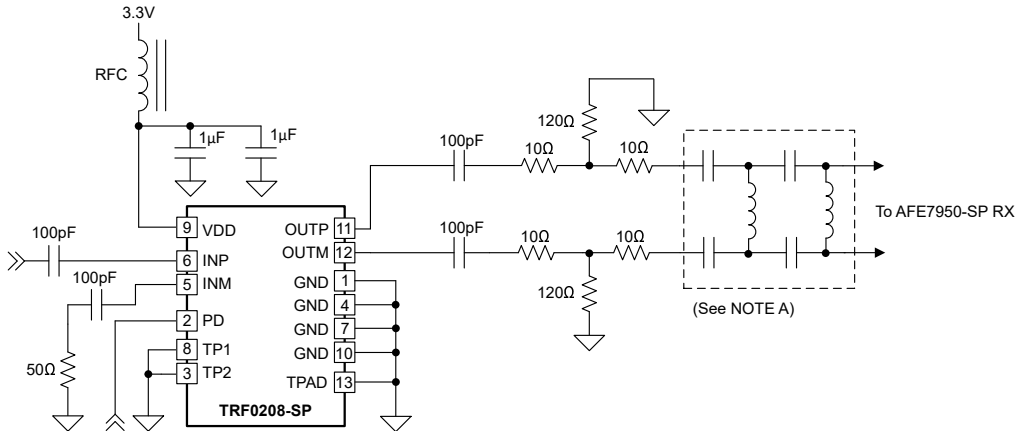 3.3V
RFC
1µF
1µF
100pF
120Ω
10Ω
10Ω
To AFE7950-SP RX
100pF
10Ω
10Ω
120Ω
(See NOTE A)
100pF
100pF
50Ω
9 VDD
6 INP
5 INM
2 PD
8 TP1
3 TP2
OUTP 11
OUTM 12
GND 1
GND 4
GND 7
GND 10
TPAD 13
TRF0208-SP